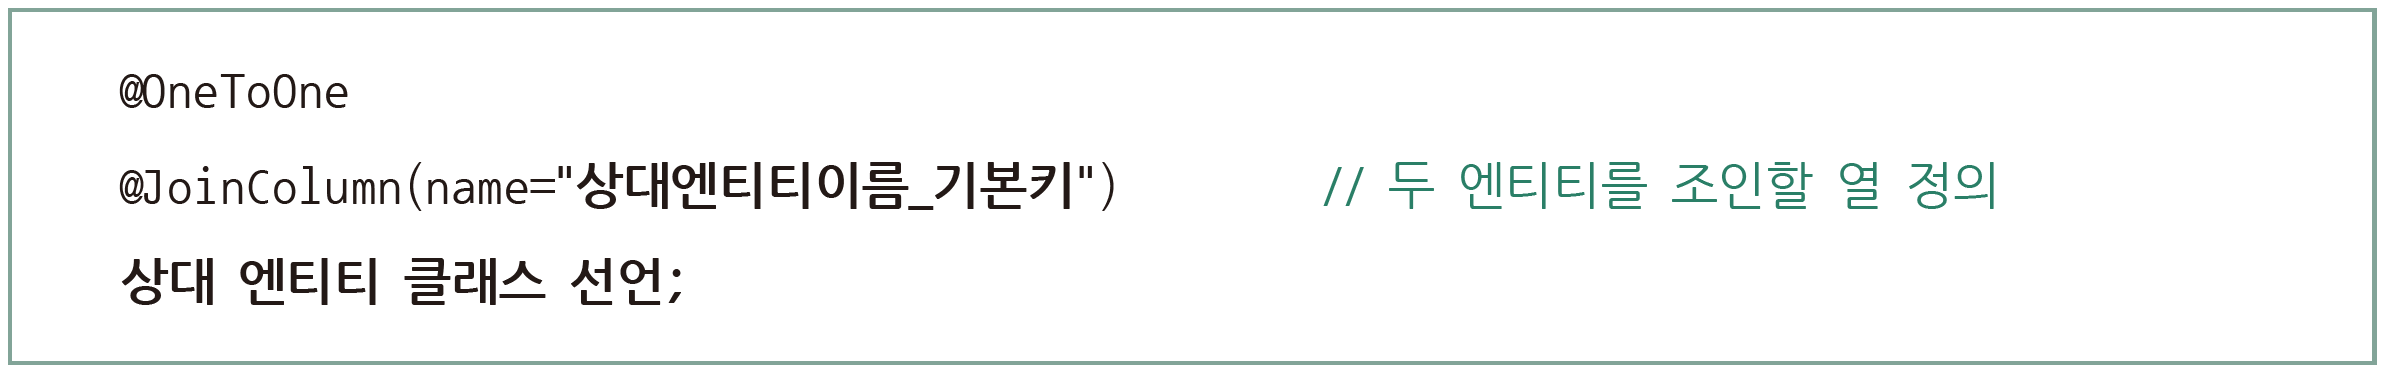 @OneToOne
@JoinColumn(name="상대엔티티이름_기본키") // 두 엔티티를 조인할 열 정의
상대 엔티티 클래스 선언;